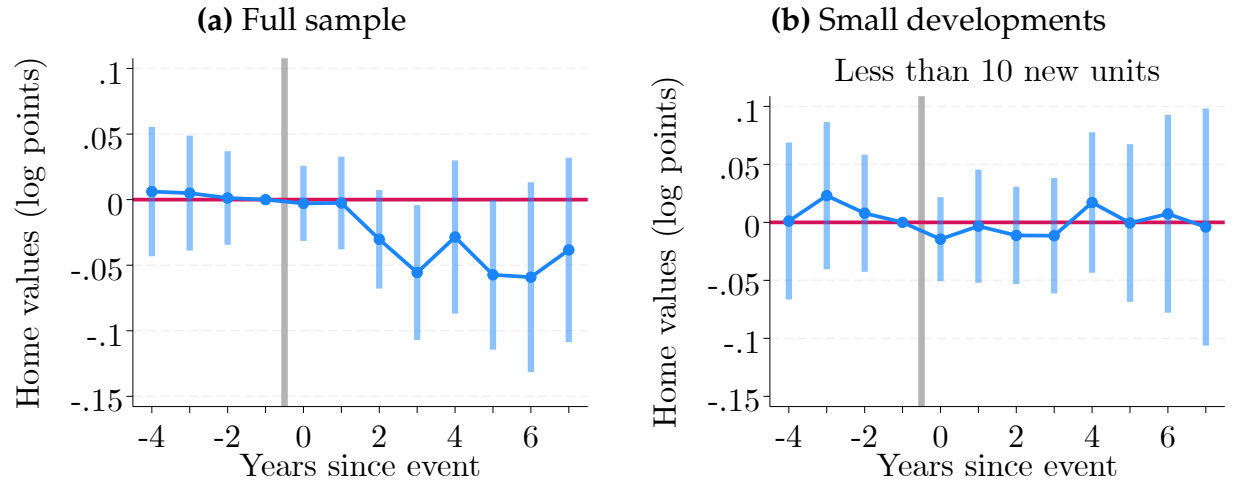 (a) Full sample
Home values (log points)
.1
.05
0
-.05
-.1
-.15
-4 -2 0 2 4 6
Years since event
(b) Small developments
Less than 10 new units
Home values (log points)
.1
.05
0
-.05
-.1
-.15
-4 -2 0 2 4 6
Years since event